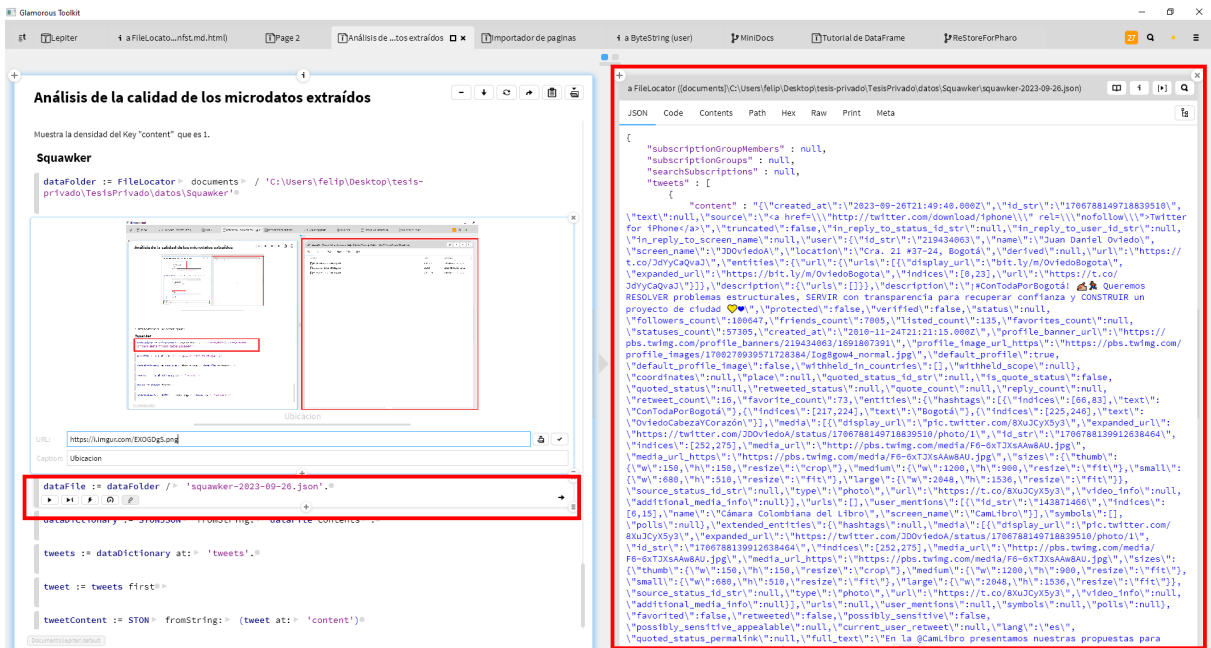 Glamorous Toolkit
gt Lepiter a FileLocato...nfst.md.html) Page 2 Análisis de ...tos extraídos Importador de paginas a ByteString (user) MiniDocs Tutorial de DataFrame ReStoreForPharo 27
Análisis de la calidad de los microdatos extraídos
Muestra la densidad del Key "content" que es 1.
Squawker
dataFolder := FileLocator documents / 'C:\Users\felip\Desktop\tesis-
privado\TesisPrivado\datos\Squawker'
Ubicacion
URL: https://i.imgur.com/EXOGDgS.png
Caption: Ubicacion
dataFile := dataFolder / 'squawker-2023-09-26.json'.
dataDictionary := STONJSON fromString: dataFile contents .
tweets := dataDictionary at: 'tweets'.
tweet := tweets first
tweetContent := STON fromString: (tweet at: 'content')
Documents\lepiter\default
a FileLocator ([documents]\C:\Users\felip\Desktop\tesis-privado\TesisPrivado\datos\Squawker\squawker-2023-09-26.json)
JSON Code Contents Path Hex Raw Print Meta
{
"subscriptionGroupMembers" : null,
"subscriptionGroups" : null,
"searchSubscriptions" : null,
"tweets" : [
{
"content" : "{\"created_at\":\"2023-09-26T21:49:40.000Z\",\"id_str\":\"1706788149718839510\",
\"text\":null,\"source\":\"<a href=\\\"http://twitter.com/download/iphone\\\" rel=\\\"nofollow\\\">Twitter
for iPhone</a>\",\"truncated\":false,\"in_reply_to_status_id_str\":null,\"in_reply_to_user_id_str\":null,
\"in_reply_to_screen_name\":null,\"user\":{\"id_str\":\"219434063\",\"name\":\"Juan Daniel Oviedo\",
\"screen_name\":\"JDOviedoA\",\"location\":\"Cra. 21 #37-24, Bogotá\",\"derived\":null,\"url\":\"https://
t.co/JdYyCaQvaJ\",\"entities\":{\"url\":{\"urls\":[{\"display_url\":\"bit.ly/m/OviedoBogota\",
\"expanded_url\":\"https://bit.ly/m/OviedoBogota\",\"indices\":[0,23],\"url\":\"https://t.co/
JdYyCaQvaJ\"}]},\"description\":{\"urls\":[]}},\"description\":\"¡#ConTodaPorBogotá! Queremos
RESOLVER problemas estructurales, SERVIR con transparencia para recuperar confianza y CONSTRUIR un
proyecto de ciudad 💛🖤\",\"protected\":false,\"verified\":false,\"status\":null,
\"followers_count\":100647,\"friends_count\":7005,\"listed_count\":135,\"favorites_count\":null,
\"statuses_count\":57305,\"created_at\":\"2010-11-24T21:21:15.000Z\",\"profile_banner_url\":\"https://
pbs.twimg.com/profile_banners/219434063/1691807391\",\"profile_image_url_https\":\"https://pbs.twimg.com/
profile_images/1700270939571728384/Iog8gow4_normal.jpg\",\"default_profile\":true,
\"default_profile_image\":false,\"withheld_in_countries\":[],\"withheld_scope\":null},
\"coordinates\":null,\"place\":null,\"quoted_status_id_str\":null,\"is_quote_status\":false,
\"quoted_status\":null,\"retweeted_status\":null,\"quote_count\":null,\"reply_count\":null,
\"retweet_count\":16,\"favorite_count\":73,\"entities\":{\"hashtags\":[{\"indices\":[66,83],\"text\":
\"ConTodaPorBogotá\"},{\"indices\":[217,224],\"text\":\"Bogotá\"},{\"indices\":[225,246],\"text\":
\"OviedoCabezaYCorazón\"}],\"media\":[{\"display_url\":\"pic.twitter.com/8XuJCyX5y3\",\"expanded_url\":
\"https://twitter.com/JDOviedoA/status/1706788149718839510/photo/1\",\"id_str\":\"1706788139912638464\",
\"indices\":[252,275],\"media_url\":\"http://pbs.twimg.com/media/F6-6xTJXsAAw8AU.jpg\",
\"media_url_https\":\"https://pbs.twimg.com/media/F6-6xTJXsAAw8AU.jpg\",\"sizes\":{\"thumb\":
{\"w\":150,\"h\":150,\"resize\":\"crop\"},\"medium\":{\"w\":1200,\"h\":900,\"resize\":\"fit\"},\"small\":
{\"w\":680,\"h\":510,\"resize\":\"fit\"},\"large\":{\"w\":2048,\"h\":1536,\"resize\":\"fit\"}},
\"source_status_id_str\":null,\"type\":\"photo\",\"url\":\"https://t.co/8XuJCyX5y3\",\"video_info\":null,
\"additional_media_info\":null}],\"urls\":[],\"user_mentions\":[{\"id_str\":\"143871466\",\"indices\":
[6,15],\"name\":\"Cámara Colombiana del Libro\",\"screen_name\":\"CamLibro\"}],\"symbols\":[],
\"polls\":null},\"extended_entities\":{\"hashtags\":null,\"media\":[{\"display_url\":\"pic.twitter.com/
8XuJCyX5y3\",\"expanded_url\":\"https://twitter.com/JDOviedoA/status/1706788149718839510/photo/1\",
\"id_str\":\"1706788139912638464\",\"indices\":[252,275],\"media_url\":\"http://pbs.twimg.com/media/
F6-6xTJXsAAw8AU.jpg\",\"media_url_https\":\"https://pbs.twimg.com/media/F6-6xTJXsAAw8AU.jpg\",\"sizes\":
{\"thumb\":{\"w\":150,\"h\":150,\"resize\":\"crop\"},\"medium\":{\"w\":1200,\"h\":900,\"resize\":\"fit\"},
\"small\":{\"w\":680,\"h\":510,\"resize\":\"fit\"},\"large\":{\"w\":2048,\"h\":1536,\"resize\":\"fit\"}},
\"source_status_id_str\":null,\"type\":\"photo\",\"url\":\"https://t.co/8XuJCyX5y3\",\"video_info\":null,
\"additional_media_info\":null}],\"urls\":null,\"user_mentions\":null,\"symbols\":null,\"polls\":null},
\"favorited\":false,\"retweeted\":false,\"possibly_sensitive\":false,
\"possibly_sensitive_appealable\":null,\"current_user_retweet\":null,\"lang\":\"es\",
\"quoted_status_permalink\":null,\"full_text\":\"En la @CamLibro presentamos nuestras propuestas para